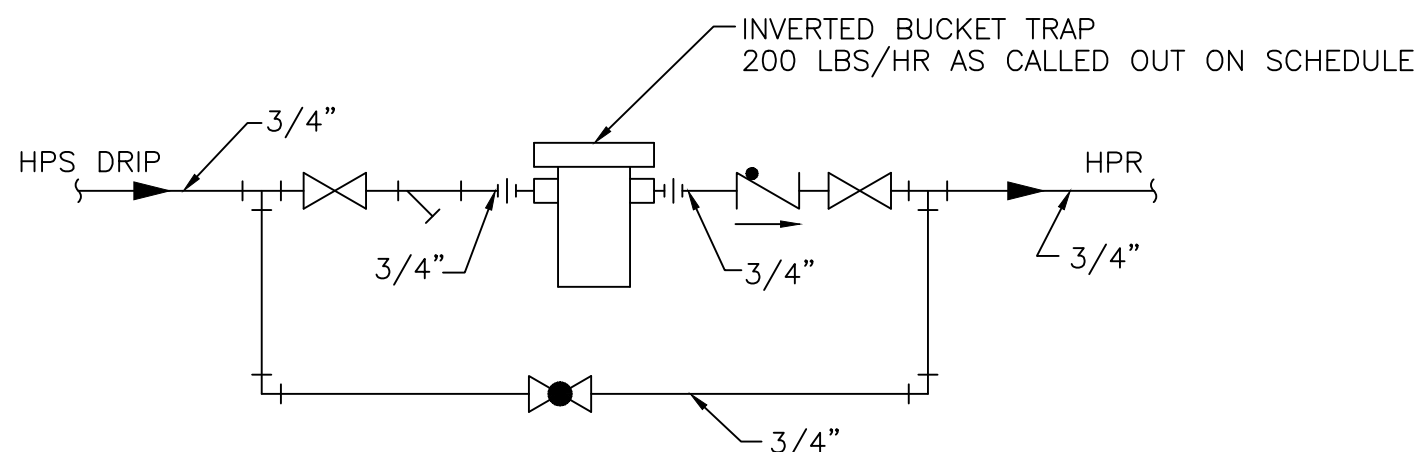 INVERTED BUCKET TRAP
200 LBS/HR AS CALLED OUT ON SCHEDULE
3/4”
HPS DRIP
HPR
3/4”
3/4”
3/4”
3/4”